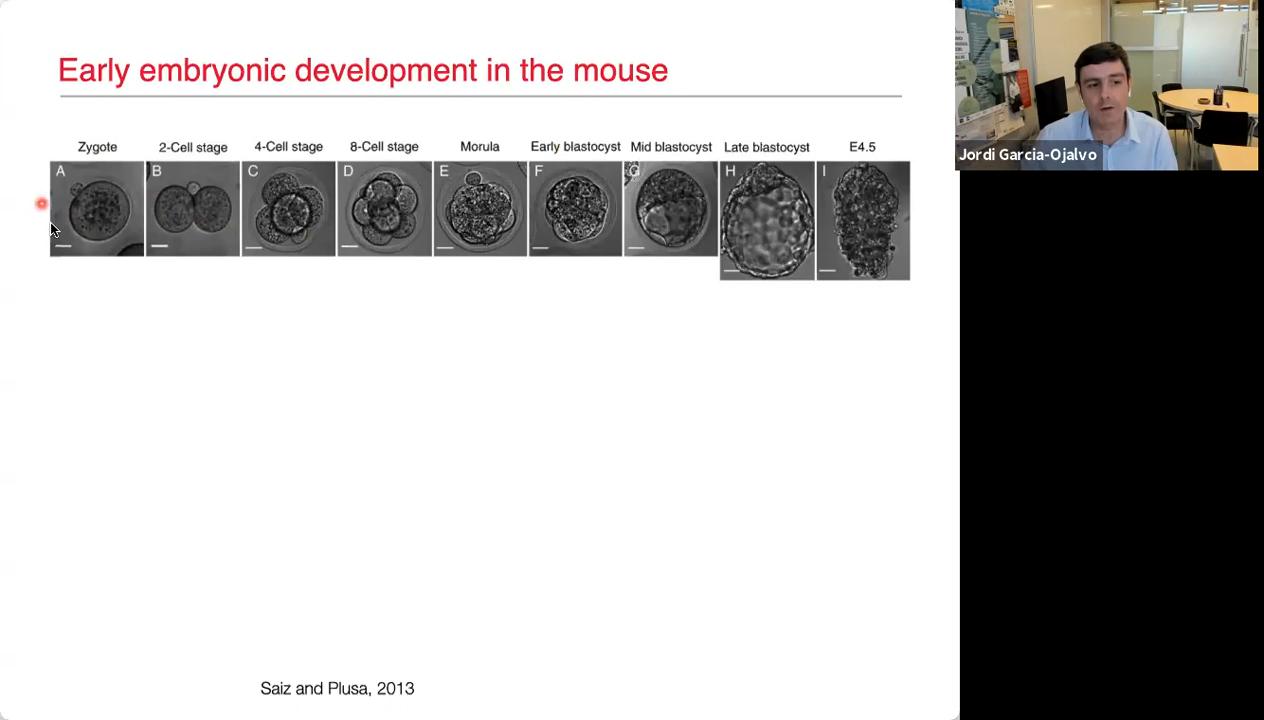 Early embryonic development in the mouse
Zygote 2-Cell stage 4-Cell stage 8-Cell stage Morula Early blastocyst Mid blastocyst Late blastocyst E4.5
A B C D E F G H I
Saiz and Plusa, 2013
Jordi Garcia-Ojalvo